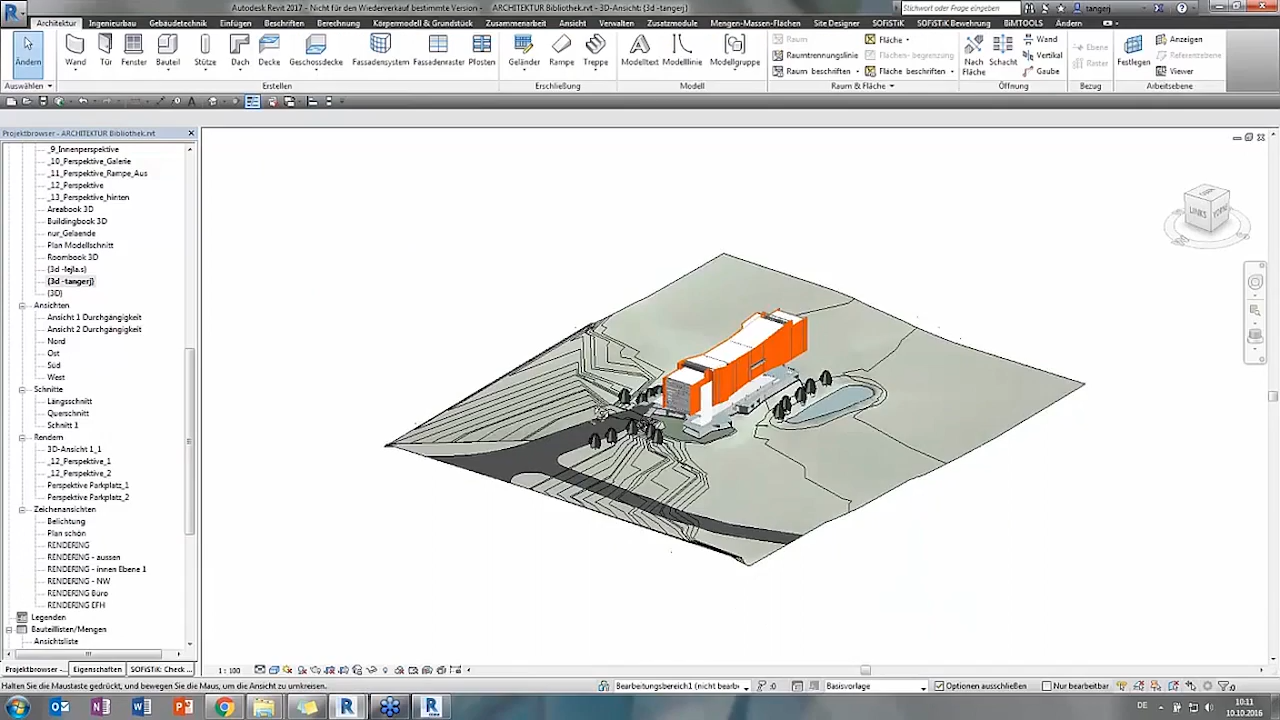 Autodesk Revit 2017 - Nicht für den Wiederverkauf bestimmte Version - ARCHITEKTUR Bibliothek.rvt - 3D-Ansicht: {3d -tangerj}
Stichwort oder Frage eingeben
tangerj
Architektur Ingenieurbau Gebäudetechnik Einfügen Beschriften Berechnung Körpermodell & Grundstück Zusammenarbeit Ansicht Verwalten Zusatzmodule Mengen-Massen-Flächen Site Designer SOFiSTiK SOFiSTiK Bewehrung BiMTOOLS Ändern
Ändern Wand Tür Fenster Bauteil Stütze Dach Decke Geschossdecke Fassadensystem Fassadenraster Pfosten Geländer Rampe Treppe Modelltext Modelllinie Modellgruppe
Raum Fläche Flächen- begrenzung
Raumtrennungslinie
Raum beschriften Fläche beschriften
Nach Fläche Schacht Wand Vertikal Gaube
Ebene Raster
Festlegen Anzeigen Referenzebene Viewer
Auswählen Erstellen Erschließung Modell Raum & Fläche Öffnung Bezug Arbeitsebene
Projektbrowser - ARCHITEKTUR Bibliothek.rvt
_9_Innenperspektive
_10_Perspektive_Galerie
_11_Perspektive_Rampe_Aus
_12_Perspektive
_13_Perspektive_hinten
Areabook 3D
Buildingbook 3D
nur_Gelaende
Plan Modellschnitt
Roombook 3D
{3d -lejla.s}
{3d -tangerj}
{3D}
Ansichten
Ansicht 1 Durchgängigkeit
Ansicht 2 Durchgängigkeit
Nord
Ost
Süd
West
Schnitte
Längsschnitt
Querschnitt
Schnitt 1
Rendern
3D-Ansicht 1_1
_12_Perspektive_1
_12_Perspektive_2
Perspektive Parkplatz_1
Perspektive Parkplatz_2
Zeichenansichten
Belichtung
Plan schön
RENDERING
RENDERING - aussen
RENDERING - innen Ebene 1
RENDERING - NW
RENDERING Büro
RENDERING EFH
Legenden
Bauteillisten/Mengen
Ansichtsliste
LINKS
Projektbrowser -... Eigenschaften SOFiSTiK: Check ...
1 : 100
Halten Sie die Maustaste gedrückt, und bewegen Sie die Maus, um die Ansicht zu umkreisen.
Bearbeitungsbereich1 (nicht bearb :0 Basisvorlage Optionen ausschließen Nur bearbeitbar :0
DE 10:11
10.10.2016